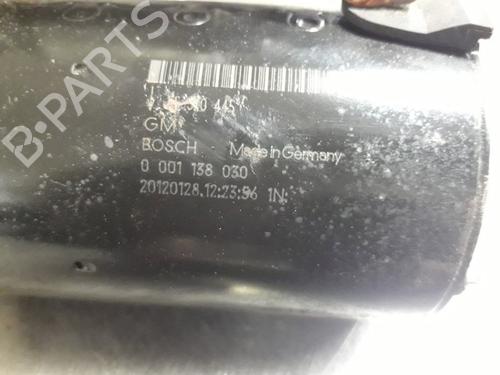 GM
BOSCH Made in Germany
0 001 138 030
20120128.12:23:56 1N
B-PARTS